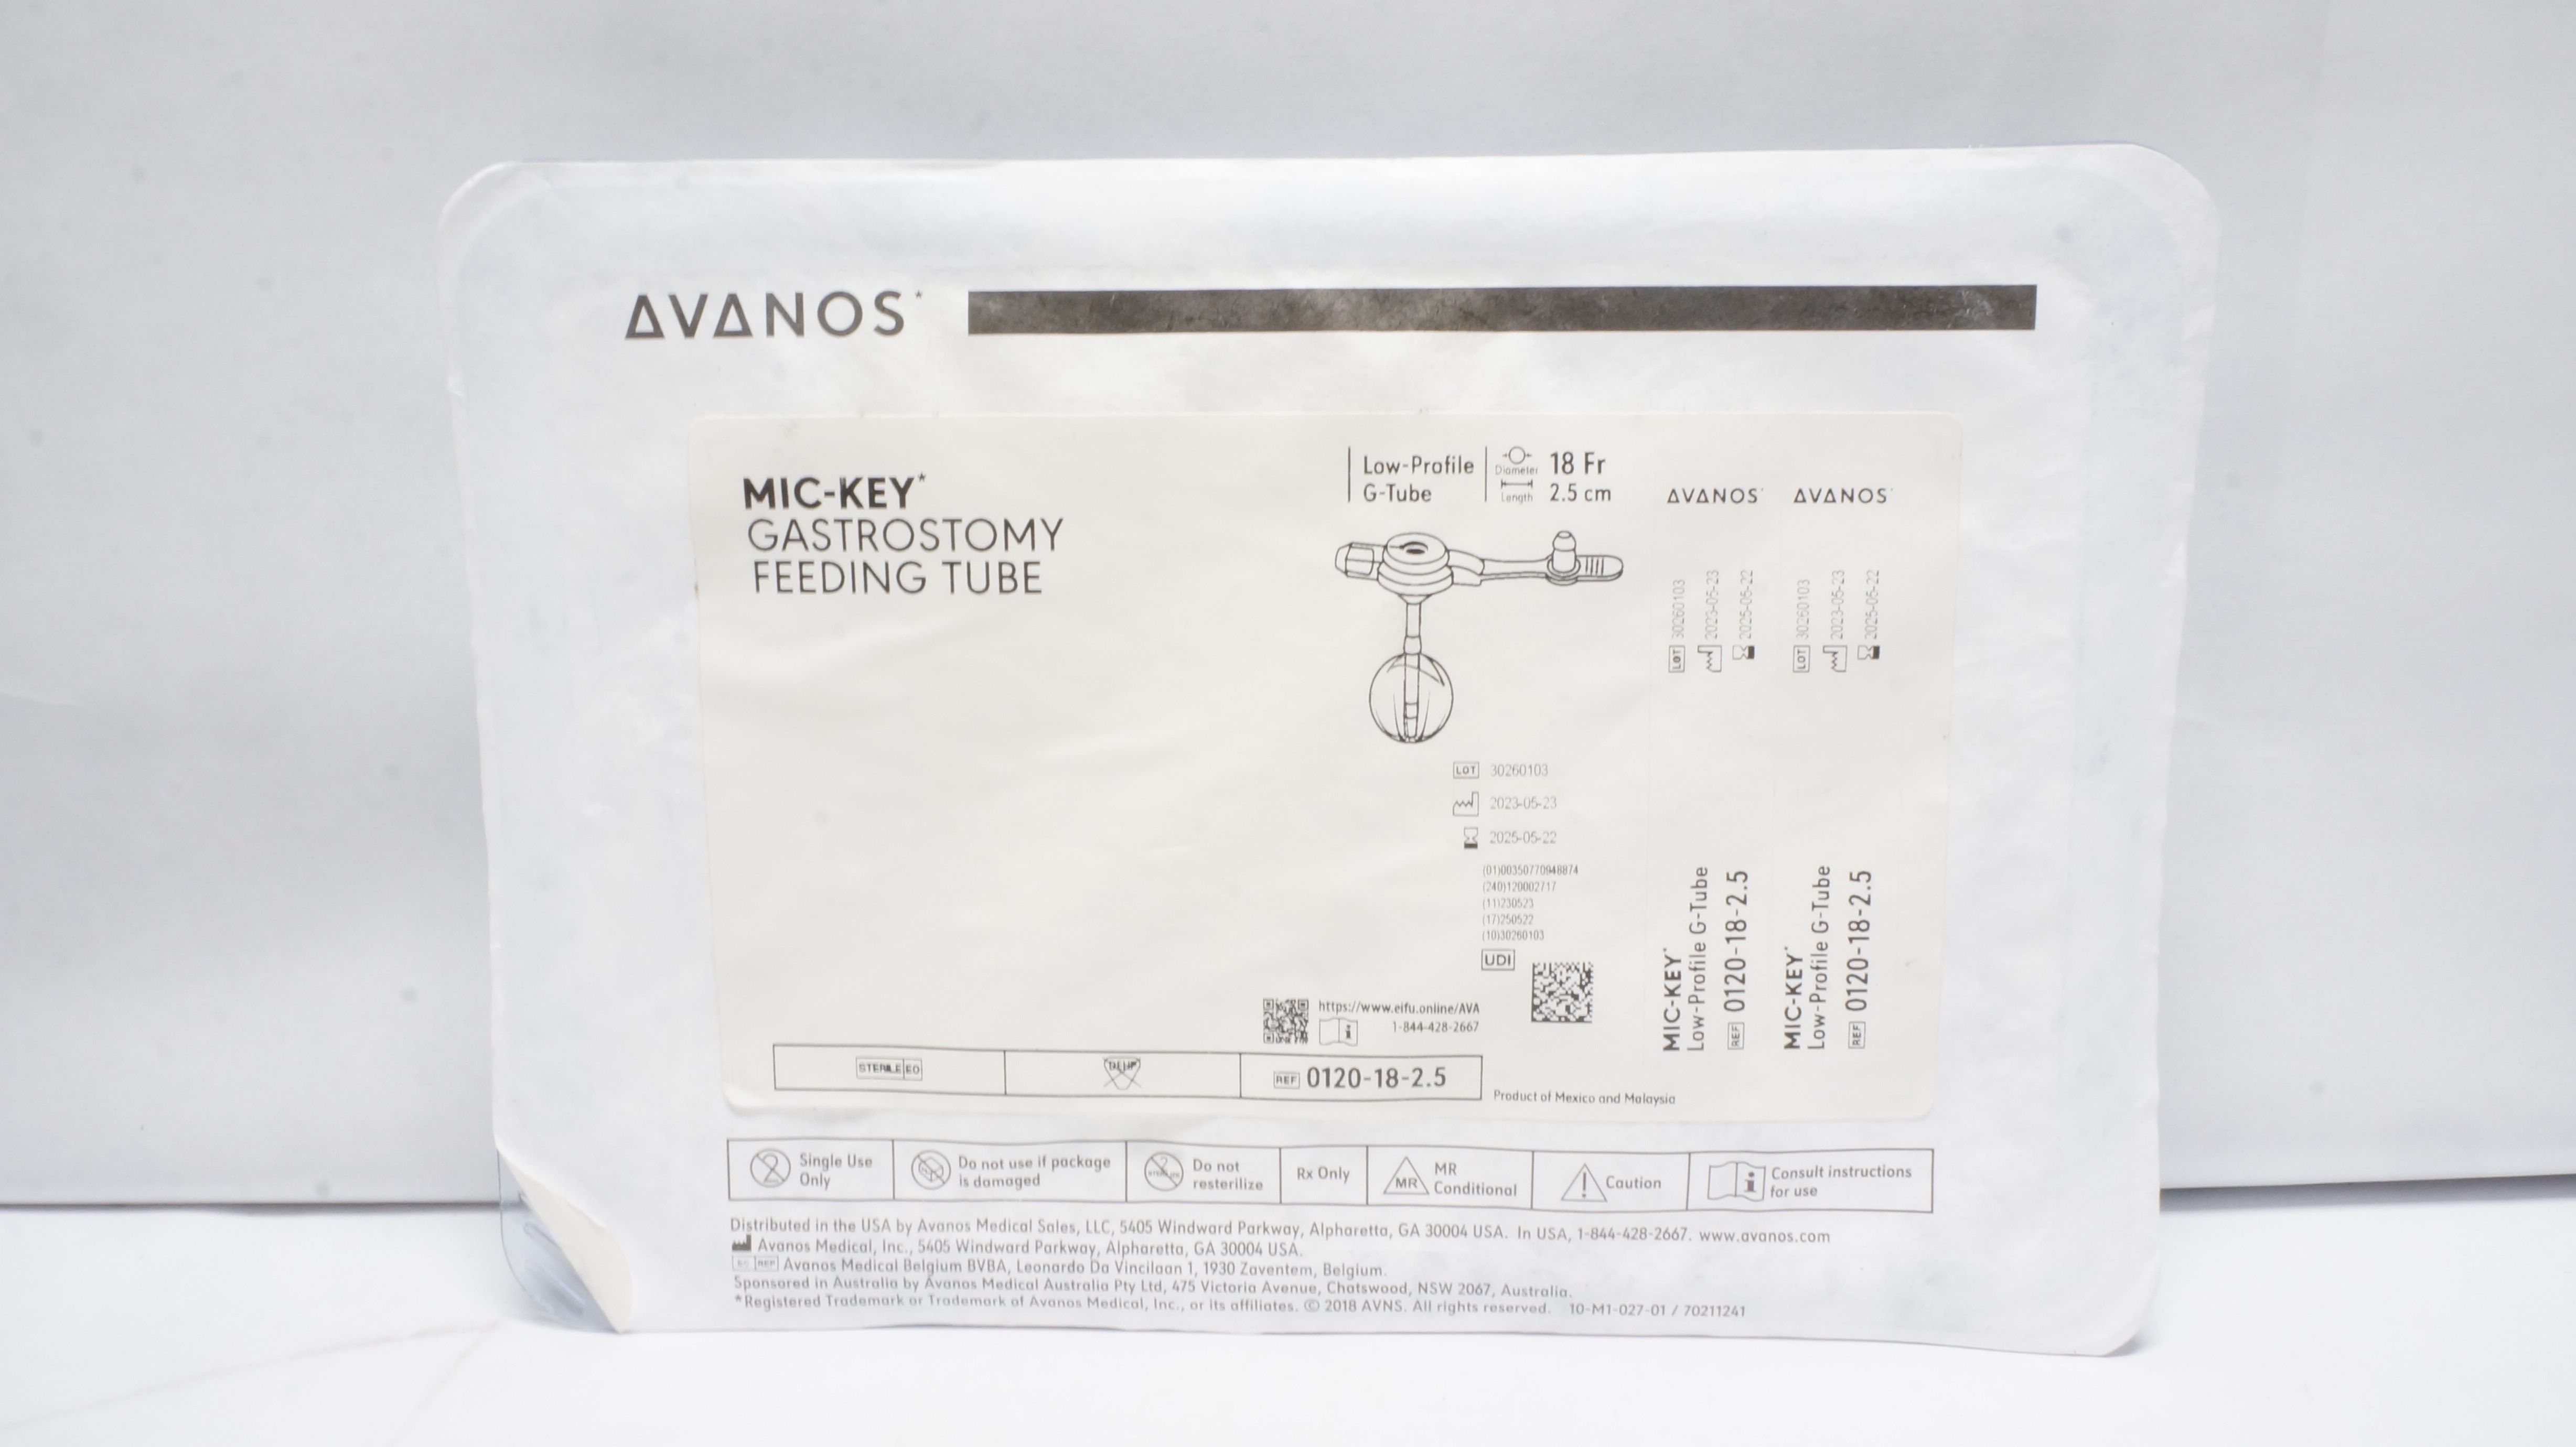 AVANOS*
MIC-KEY*
GASTROSTOMY
FEEDING TUBE
Low-Profile
G-Tube
Diameter 18 Fr
Length 2.5 cm
LOT 30260103
2023-05-23
2025-05-22
(01)00350770948874
(240)120002717
(11)230523
(17)250522
(10)30260103
UDI
https://www.eifu.online/AVA
1-844-428-2667
STERILE EO
DEHP
REF 0120-18-2.5
Product of Mexico and Malaysia
AVANOS*
LOT 30260103
2023-05-23
2025-05-22
MIC-KEY*
Low-Profile G-Tube
REF 0120-18-2.5
AVANOS*
LOT 30260103
2023-05-23
2025-05-22
MIC-KEY*
Low-Profile G-Tube
REF 0120-18-2.5
2 Single Use
Only
Do not use if package
is damaged
Do not
resterilize
Rx Only
MR MR
Conditional
Caution
Consult instructions
for use
Distributed in the USA by Avanos Medical Sales, LLC, 5405 Windward Parkway, Alpharetta, GA 30004 USA. In USA, 1-844-428-2667. www.avanos.com
Avanos Medical, Inc., 5405 Windward Parkway, Alpharetta, GA 30004 USA.
EC REP Avanos Medical Belgium BVBA, Leonardo Da Vincilaan 1, 1930 Zaventem, Belgium.
Sponsored in Australia by Avanos Medical Australia Pty Ltd, 475 Victoria Avenue, Chatswood, NSW 2067, Australia.
*Registered Trademark or Trademark of Avanos Medical, Inc., or its affiliates. © 2018 AVNS. All rights reserved. 10-M1-027-01 / 70211241